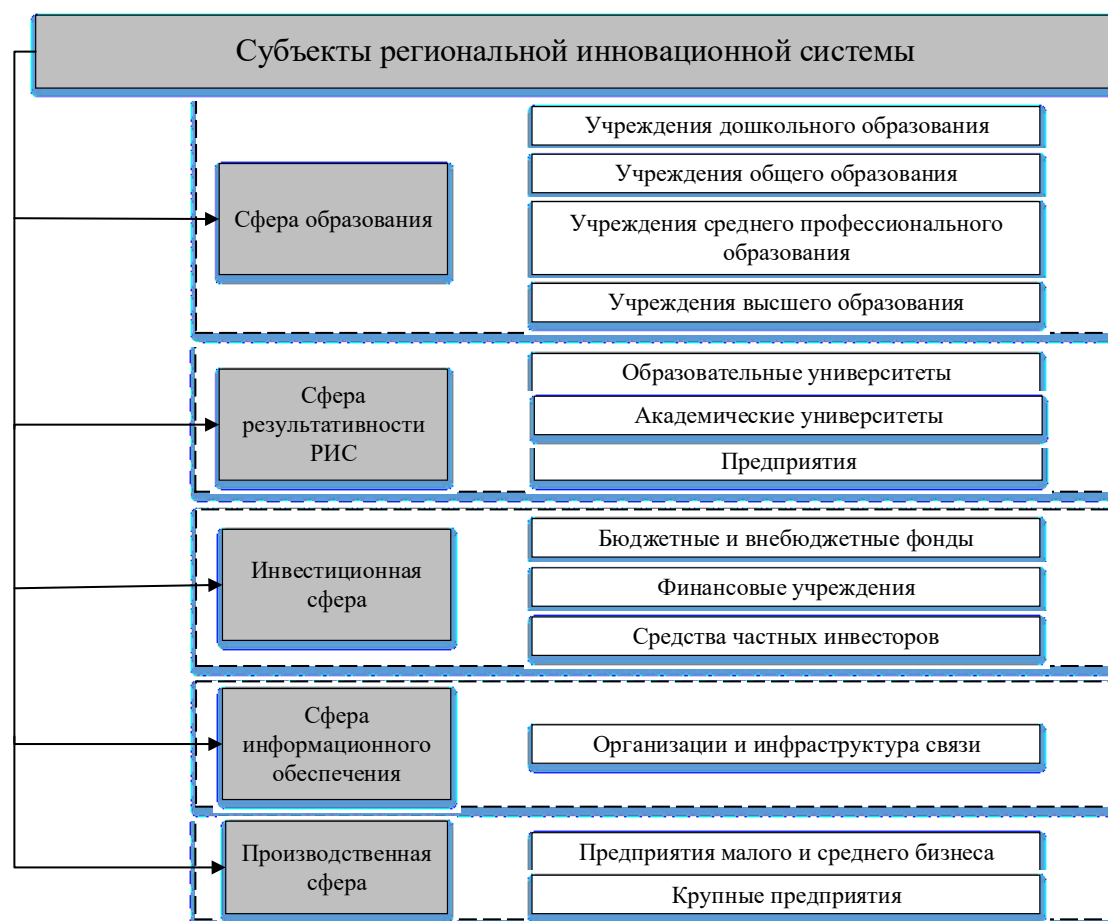 Субъекты региональной инновационной системы
Сфера образования
Учреждения дошкольного образования
Учреждения общего образования
Учреждения среднего профессионального
образования
Учреждения высшего образования
Сфера
результативности
РИС
Образовательные университеты
Академические университеты
Предприятия
Инвестиционная
сфера
Бюджетные и внебюджетные фонды
Финансовые учреждения
Средства частных инвесторов
Сфера
информационного
обеспечения
Организации и инфраструктура связи
Производственная
сфера
Предприятия малого и среднего бизнеса
Крупные предприятия